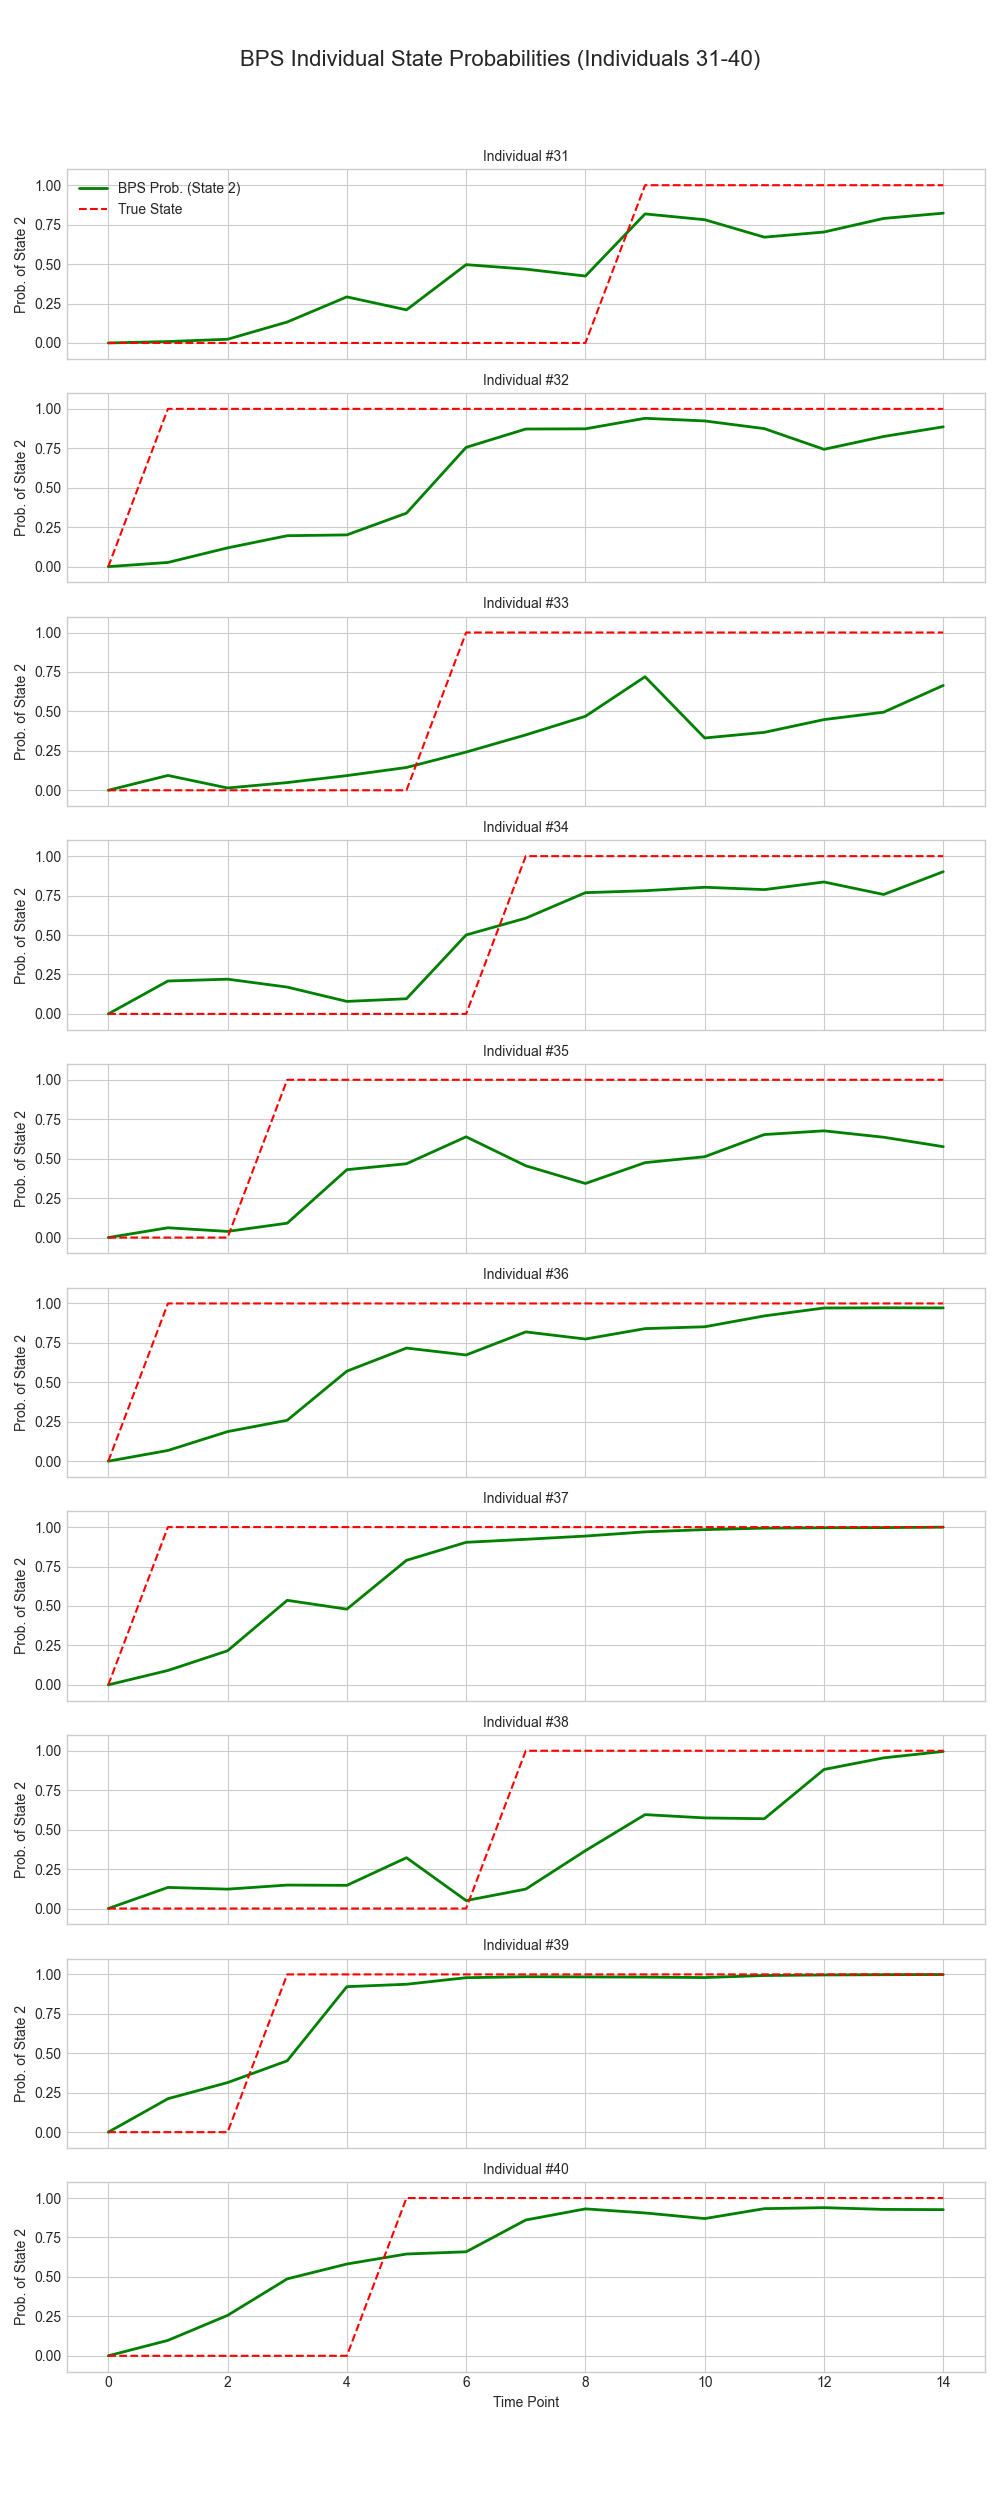 BPS Individual State Probabilities (Individuals 31-40)
Individual #31
BPS Prob. (State 2)
True State
Prob. of State 2
1.00
0.75
0.50
0.25
0.00
Individual #32
Prob. of State 2
1.00
0.75
0.50
0.25
0.00
Individual #33
Prob. of State 2
1.00
0.75
0.50
0.25
0.00
Individual #34
Prob. of State 2
1.00
0.75
0.50
0.25
0.00
Individual #35
Prob. of State 2
1.00
0.75
0.50
0.25
0.00
Individual #36
Prob. of State 2
1.00
0.75
0.50
0.25
0.00
Individual #37
Prob. of State 2
1.00
0.75
0.50
0.25
0.00
Individual #38
Prob. of State 2
1.00
0.75
0.50
0.25
0.00
Individual #39
Prob. of State 2
1.00
0.75
0.50
0.25
0.00
Individual #40
Prob. of State 2
1.00
0.75
0.50
0.25
0.00
0 2 4 6 8 10 12 14
Time Point